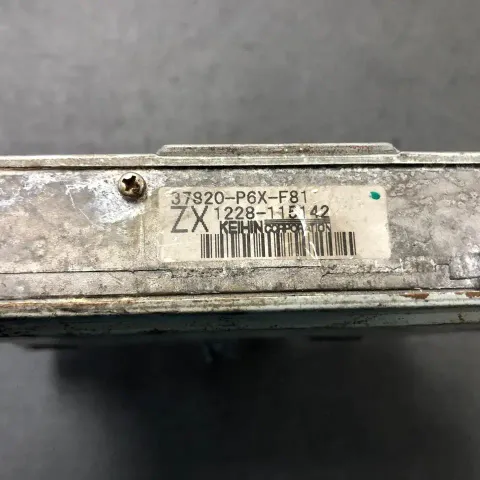 37820-P6X-F81
ZX 1228-115142
KEIHIN CORPORATION